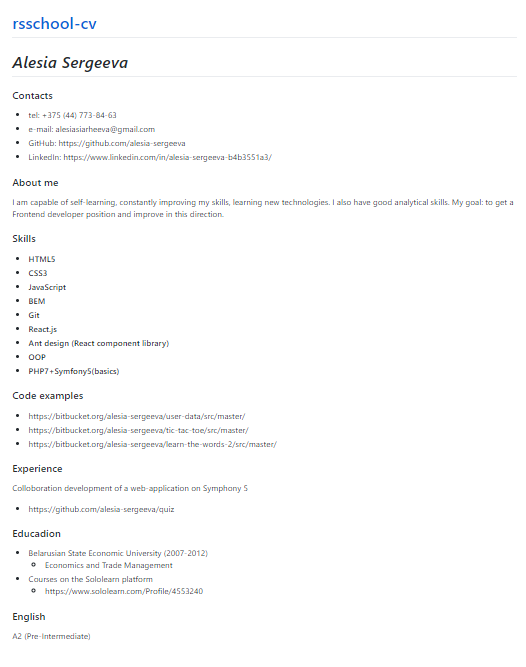 rsschool-cv
Alesia Sergeeva
Contacts
tel: +375 (44) 773-84-63
e-mail: alesiasiarheeva@gmail.com
GitHub: https://github.com/alesia-sergeeva
LinkedIn: https://www.linkedin.com/in/alesia-sergeeva-b4b3551a3/
About me
I am capable of self-learning, constantly improving my skills, learning new technologies. I also have good analytical skills. My goal: to get a
Frontend developer position and improve in this direction.
Skills
HTML5
CSS3
JavaScript
BEM
Git
React.js
Ant design (React component library)
OOP
PHP7+Symfony5(basics)
Code examples
https://bitbucket.org/alesia-sergeeva/user-data/src/master/
https://bitbucket.org/alesia-sergeeva/tic-tac-toe/src/master/
https://bitbucket.org/alesia-sergeeva/learn-the-words-2/src/master/
Experience
Colloboration development of a web-application on Symphony 5
https://github.com/alesia-sergeeva/quiz
Educadion
Belarusian State Economic University (2007-2012)
Economics and Trade Management
Courses on the Sololearn platform
https://www.sololearn.com/Profile/4553240
English
A2 (Pre-Intermediate)